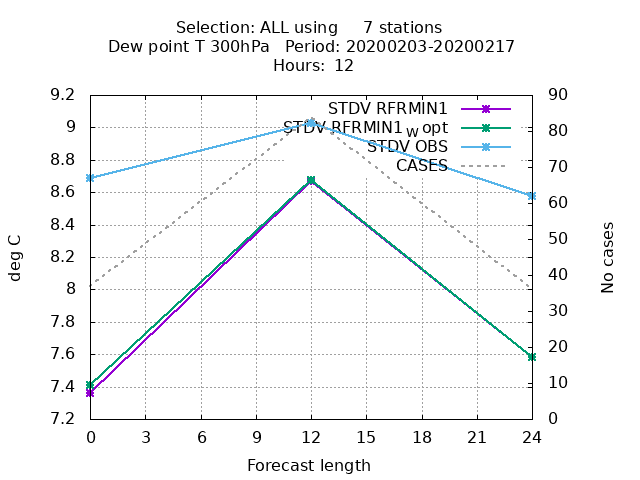 Selection: ALL using     7 stations
Dew point T 300hPa   Period: 20200203-20200217
Hours: 12
9.2
9
8.8
8.6
8.4
8.2
8
7.8
7.6
7.4
7.2
deg C
STDV RFRMIN1
STDV RFRMIN1_w opt
STDV OBS
CASES
90
80
70
60
50
40
30
20
10
0
No cases
0 3 6 9 12 15 18 21 24
Forecast length